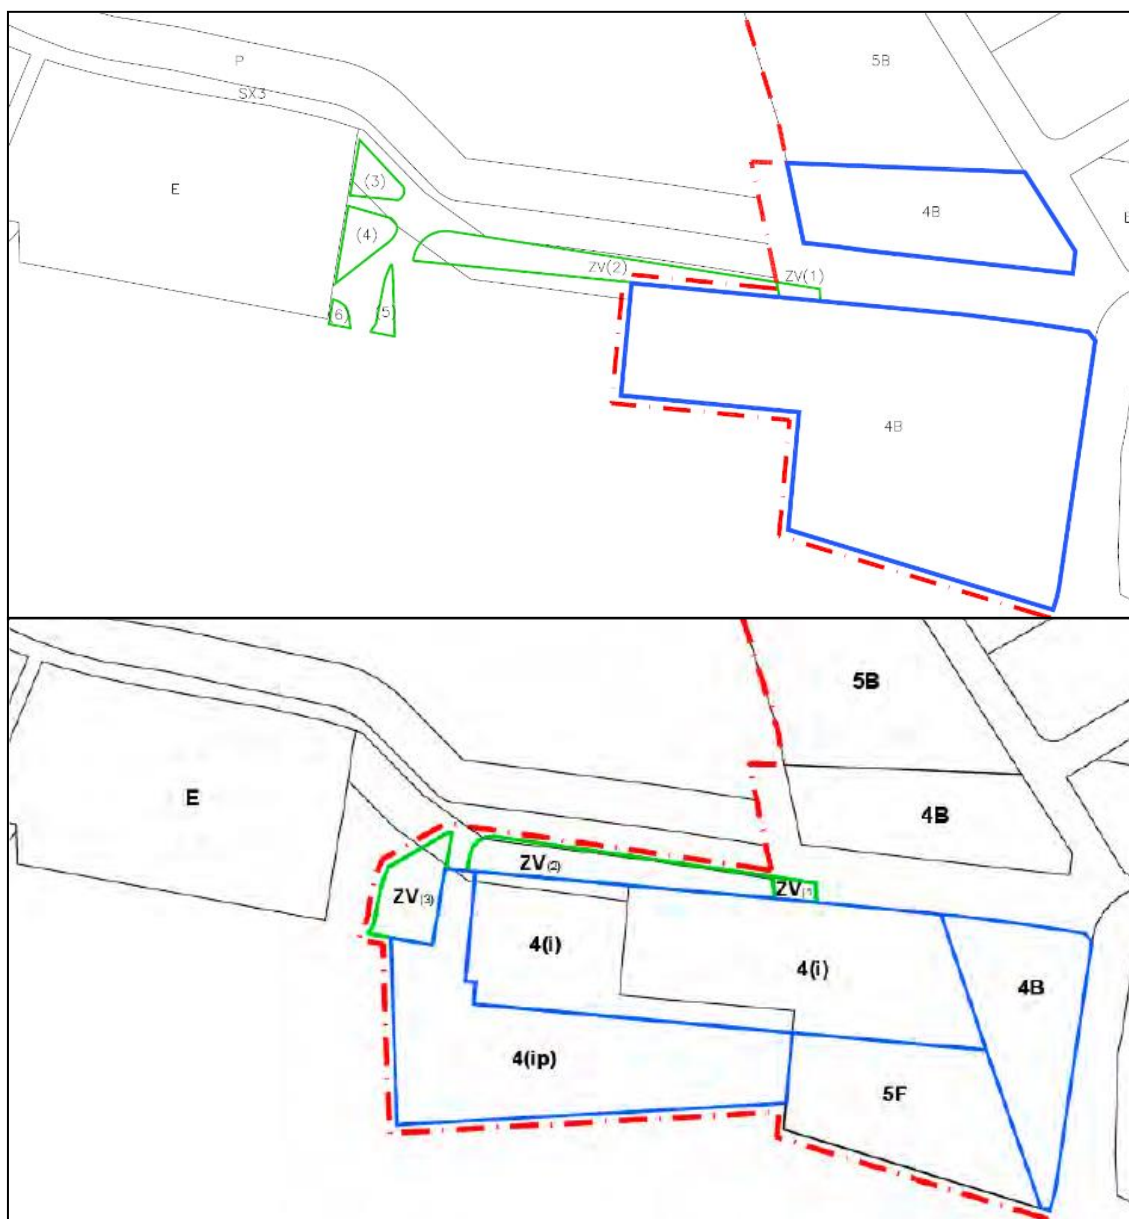 P
5B
SX3
(3)
E
4B
(4)
ZV(2)
ZV(1)
(5)
6)
4B
5B
E
4B
ZV(2)
ZV(1
ZV(3)
4(i)
4(i)
4B
4(ip)
5F